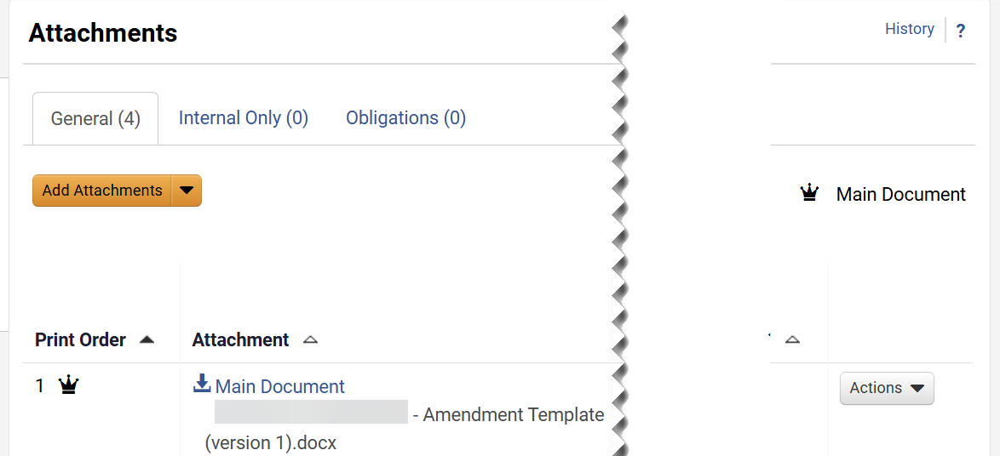 Attachments
History
?
General (4)
Internal Only (0)
Obligations (0)
Add Attachments
Main Document
Print Order
Attachment
1
Main Document
- Amendment Template
(version 1).docx
Actions